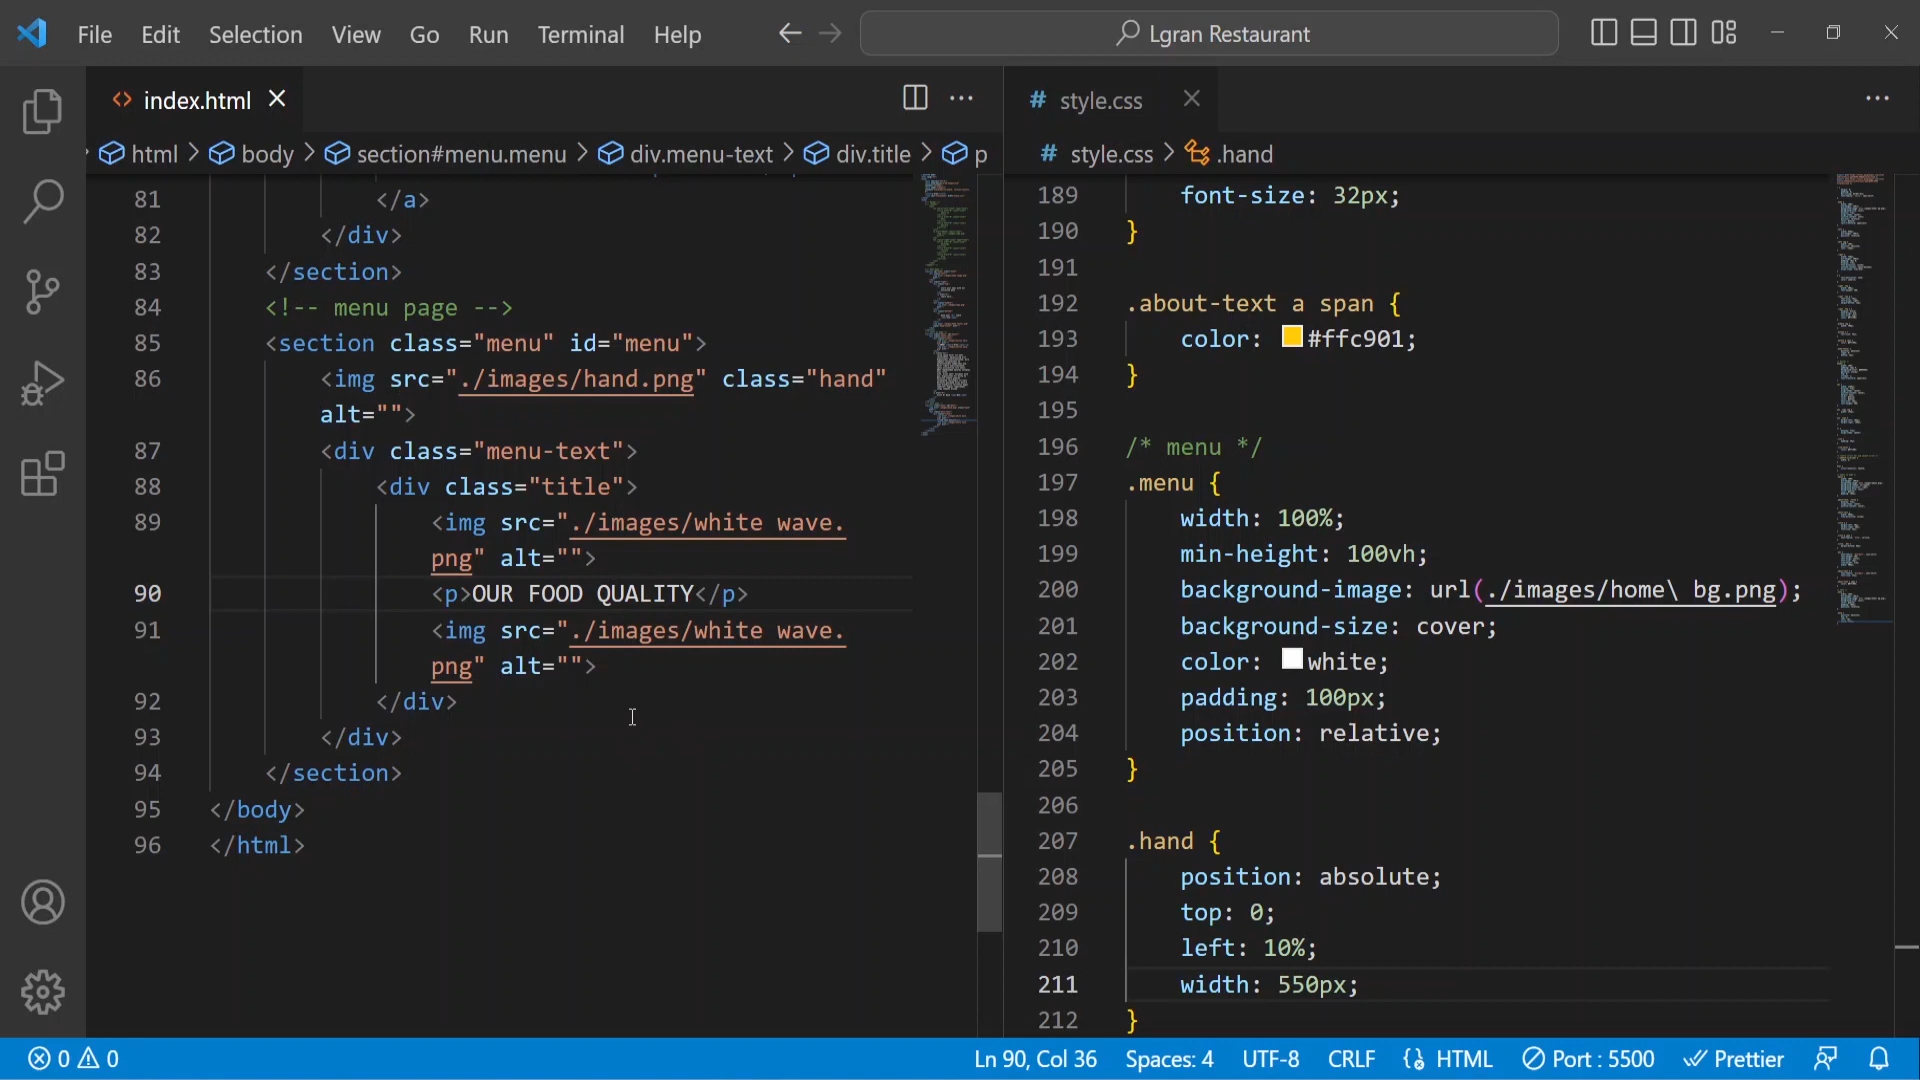 File Edit Selection View Go Run Terminal Help Lgran Restaurant
index.html
html > body > section#menu.menu > div.menu-text > div.title > p
81 </a>
82 </div>
83 </section>
84 <!-- menu page -->
85 <section class="menu" id="menu">
86 <img src="./images/hand.png" class="hand"
alt="">
87 <div class="menu-text">
88 <div class="title">
89 <img src="./images/white wave.
png" alt="">
90 <p>OUR FOOD QUALITY</p>
91 <img src="./images/white wave.
png" alt="">
92 </div>
93 </div>
94 </section>
95 </body>
96 </html>
# style.css
# style.css > .hand
189 font-size: 32px;
190 }
191
192 .about-text a span {
193 color: #ffc901;
194 }
195
196 /* menu */
197 .menu {
198 width: 100%;
199 min-height: 100vh;
200 background-image: url(./images/home\ bg.png);
201 background-size: cover;
202 color: white;
203 padding: 100px;
204 position: relative;
205 }
206
207 .hand {
208 position: absolute;
209 top: 0;
210 left: 10%;
211 width: 550px;
212 }
0 0 Ln 90, Col 36 Spaces: 4 UTF-8 CRLF HTML Port : 5500 Prettier